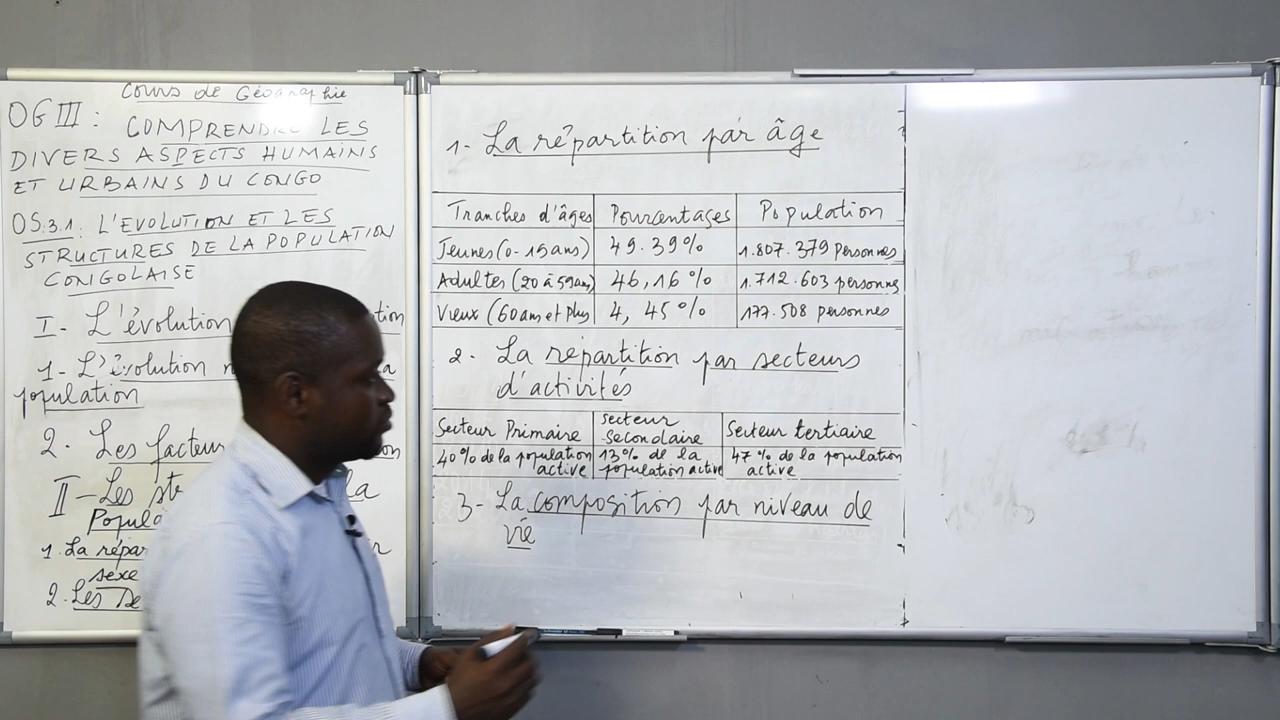 Cours de Géographie
OG III : COMPRENDRE LES
DIVERS ASPECTS HUMAINS
ET URBAINS DU CONGO
OS.3.1: L'EVOLUTION ET LES
STRUCTURES DE LA POPULATION
CONGOLAISE
I- L'évolution
1- L'évolution
population
2. Les
II- Les
1. La
sexe
2. Les
1- La répartition par âge
Tranches d'âges Pourcentages Population
Jeunes (0-19ans) 49.39% 1.807.379 Personnes
Adultes (20 à 59ans) 46,16 % 1.712.603 personnes
Vieux (60 ans et plus 4, 45 % 177.508 personnes
2. La répartition par secteurs
d'activités
Secteur Primaire secteur secondaire Secteur tertiaire
40% de la population active 13% de la population active 47 % de la population active
3- La composition par niveau de
vie